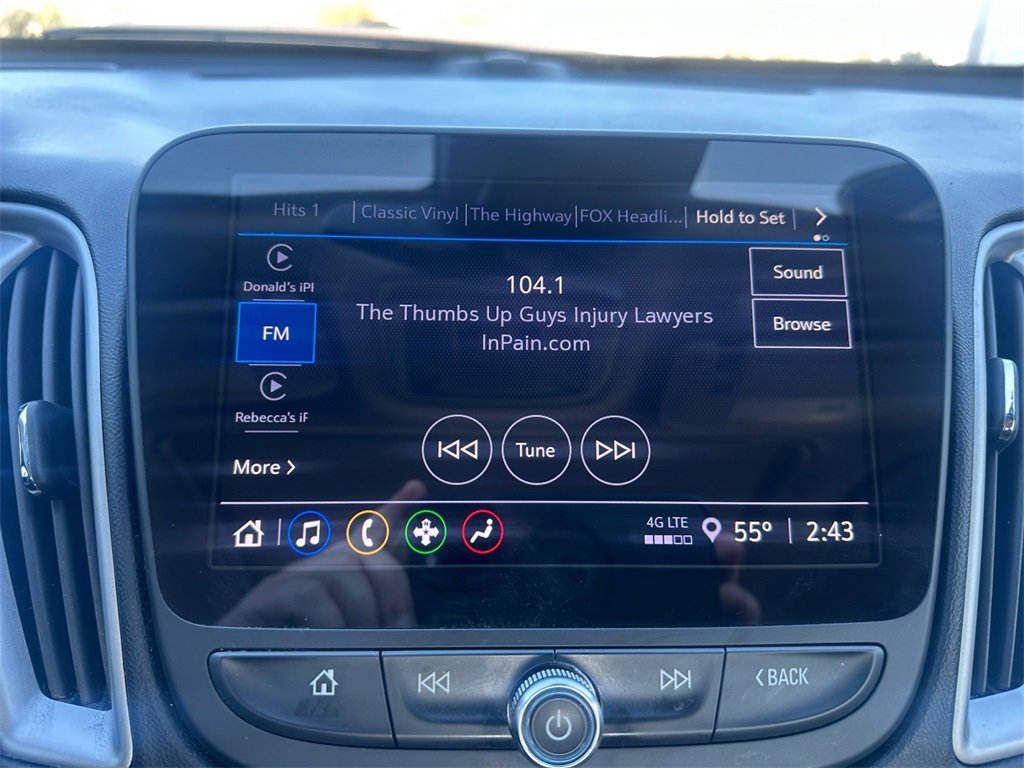 Hits 1 | Classic Vinyl | The Highway | FOX Headli... | Hold to Set |
Donald's iPl
FM
Rebecca's iF
More
104.1
The Thumbs Up Guys Injury Lawyers
InPain.com
Sound
Browse
Tune
4G LTE
55° | 2:43
BACK